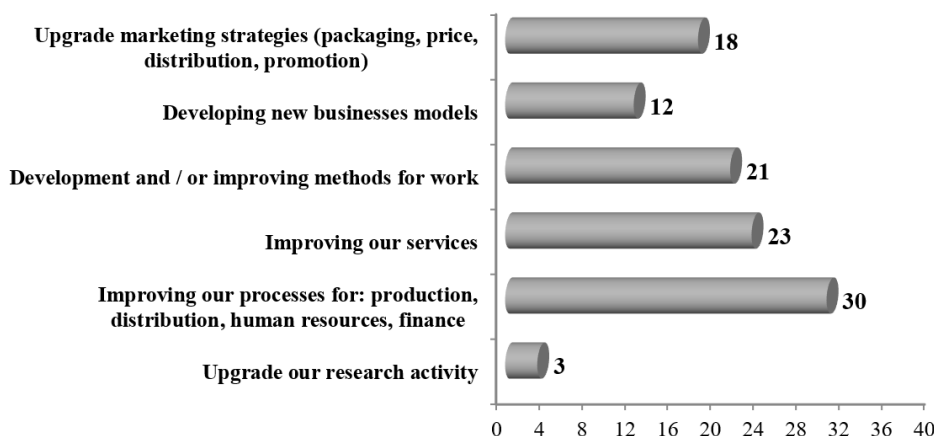 Upgrade marketing strategies (packaging, price,
distribution, promotion)
18
Developing new businesses models
12
Development and / or improving methods for work
21
Improving our services
23
Improving our processes for: production,
distribution, human resources, finance
30
Upgrade our research activity
3
0 4 8 12 16 20 24 28 32 36 40